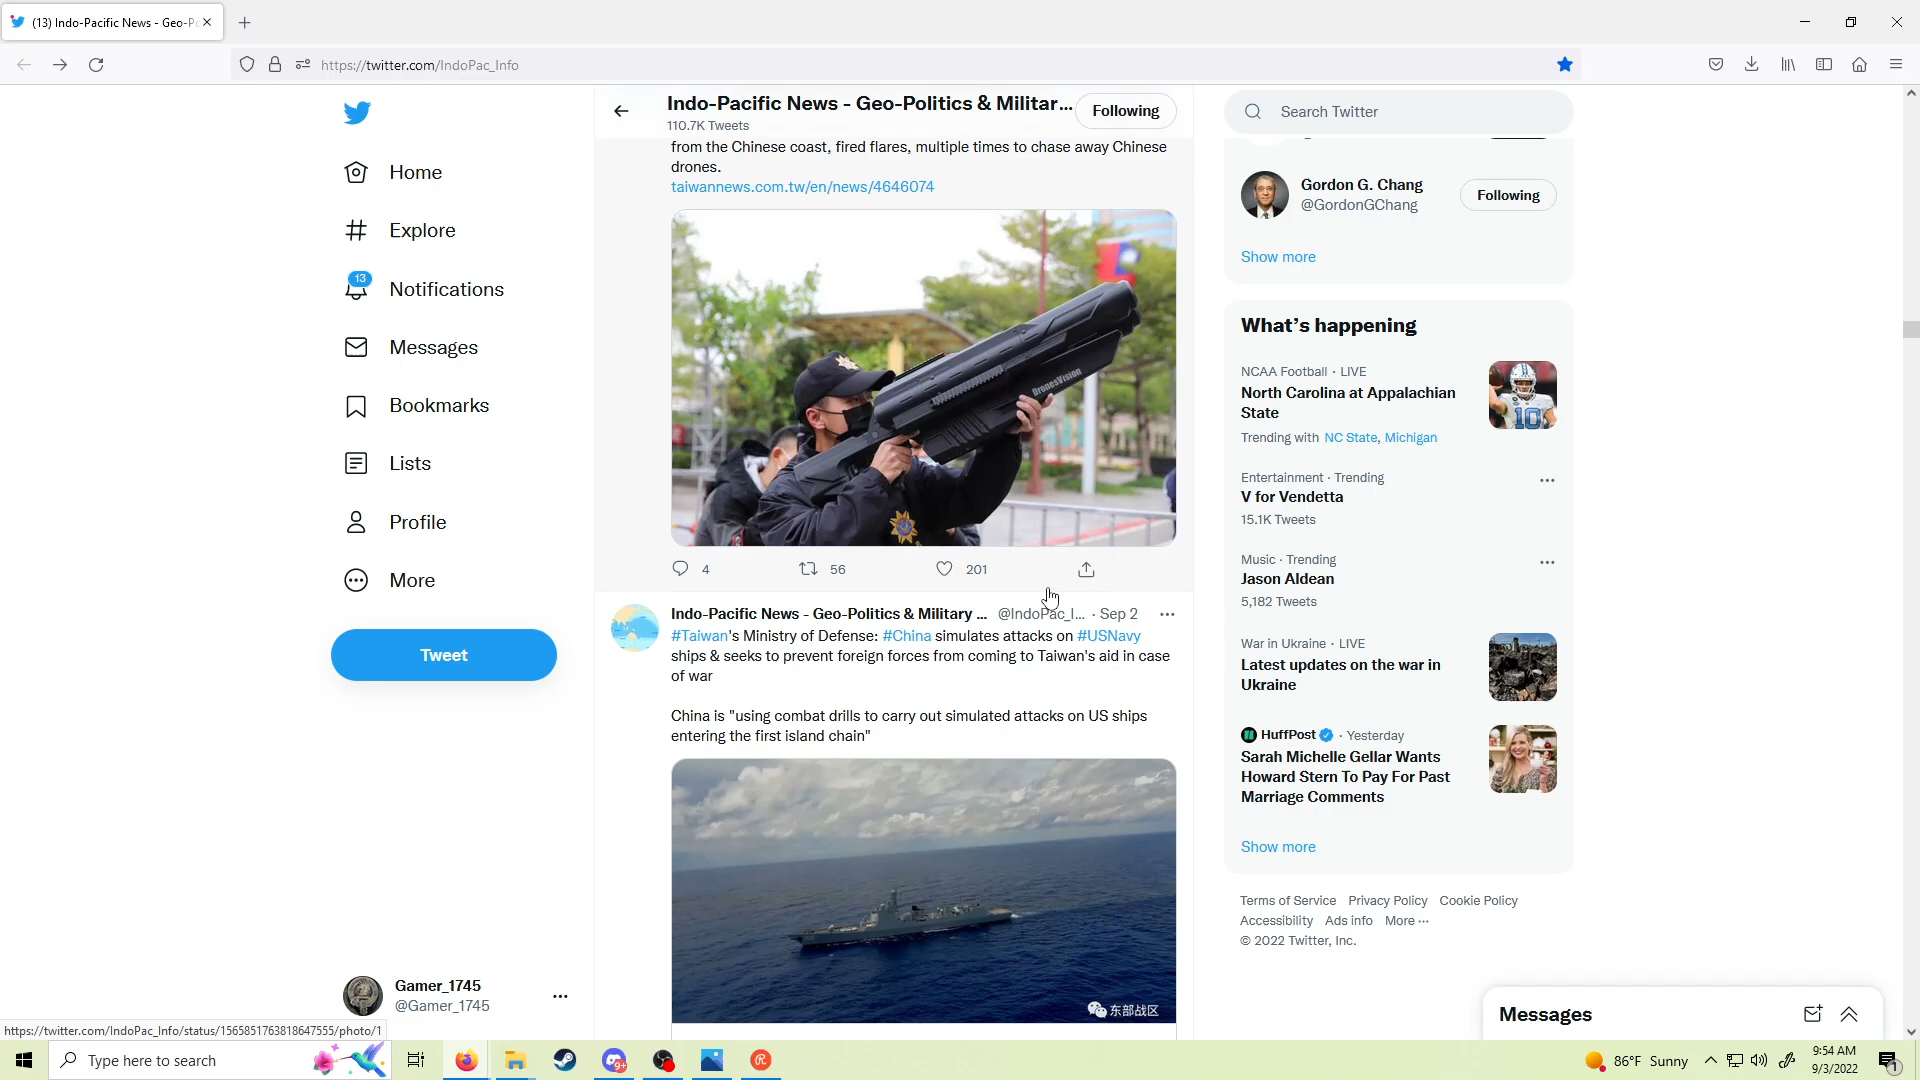 (13) Indo-Pacific News - Geo-Po
https://twitter.com/IndoPac_Info
Home
Explore
13
Notifications
Messages
Bookmarks
Lists
Profile
More
Tweet
Gamer_1745
@Gamer_1745
Indo-Pacific News - Geo-Politics & Militar...
110.7K Tweets
Following
from the Chinese coast, fired flares, multiple times to chase away Chinese
drones.
taiwannews.com.tw/en/news/4646074
DronesVision
4
56
201
Indo-Pacific News - Geo-Politics & Military ... @IndoPac_I... · Sep 2
#Taiwan's Ministry of Defense: #China simulates attacks on #USNavy
ships & seeks to prevent foreign forces from coming to Taiwan's aid in case
of war
China is "using combat drills to carry out simulated attacks on US ships
entering the first island chain"
东部战区
Search Twitter
Gordon G. Chang
@GordonGChang
Following
Show more
What's happening
NCAA Football · LIVE
North Carolina at Appalachian
State
Trending with NC State, Michigan
10
Entertainment · Trending
V for Vendetta
15.1K Tweets
Music · Trending
Jason Aldean
5,182 Tweets
War in Ukraine · LIVE
Latest updates on the war in
Ukraine
HuffPost · Yesterday
Sarah Michelle Gellar Wants
Howard Stern To Pay For Past
Marriage Comments
Show more
Terms of Service Privacy Policy Cookie Policy
Accessibility Ads info More ···
© 2022 Twitter, Inc.
Messages
https://twitter.com/IndoPac_Info/status/1565851763818647555/photo/1
Type here to search
9+
86°F Sunny
9:54 AM
9/3/2022
1